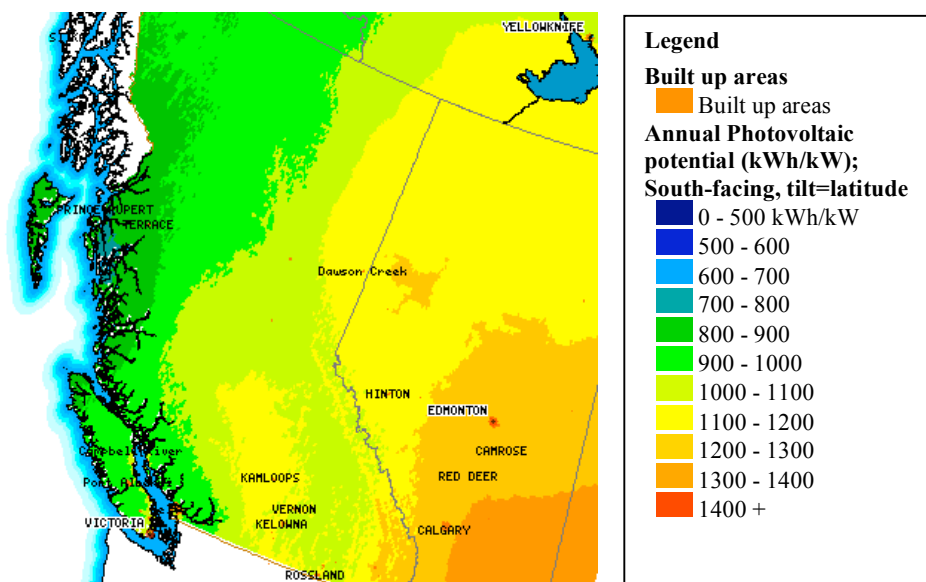 YELLOWKNIFE
SITKA
PRINCE RUPERT
TERRACE
Dawson Creek
HINTON
EDMONTON
CAMROSE
RED DEER
Campbell River
KAMLOOPS
Port Alberni
VERNON
KELOWNA
VICTORIA
CALGARY
ROSSLAND
Legend
Built up areas
Built up areas
Annual Photovoltaic
potential (kWh/kW);
South-facing, tilt=latitude
0 - 500 kWh/kW
500 - 600
600 - 700
700 - 800
800 - 900
900 - 1000
1000 - 1100
1100 - 1200
1200 - 1300
1300 - 1400
1400 +